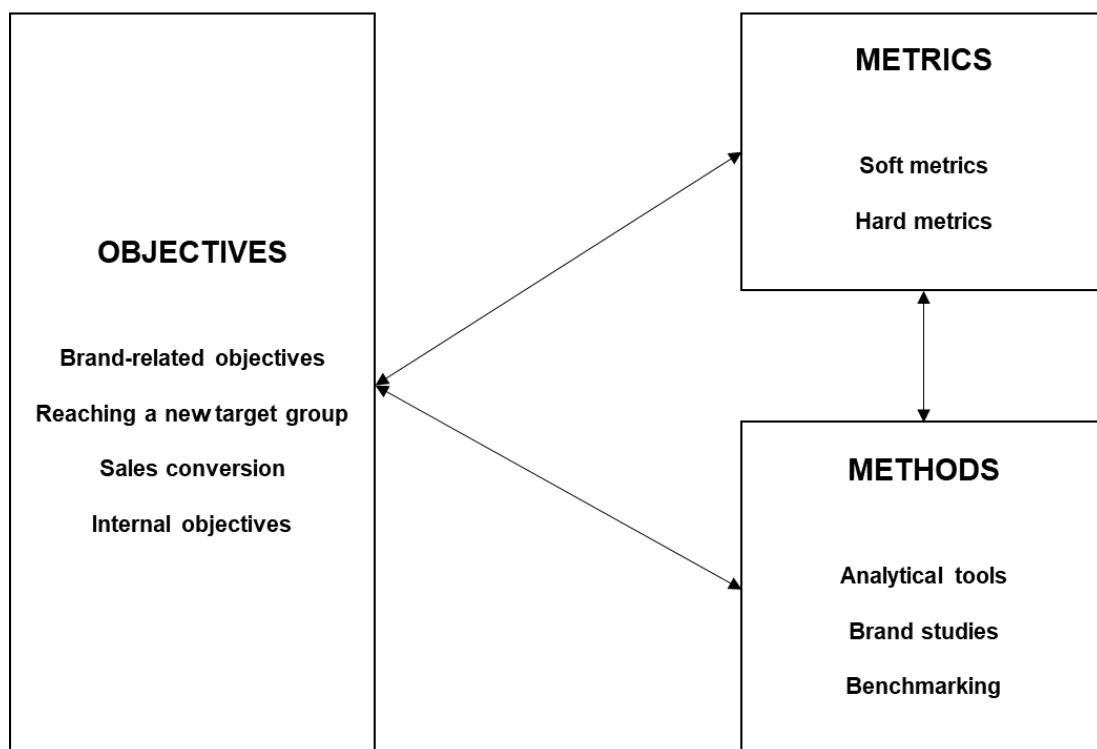 OBJECTIVES
Brand-related objectives
Reaching a new target group
Sales conversion
Internal objectives
METRICS
Soft metrics
Hard metrics
METHODS
Analytical tools
Brand studies
Benchmarking